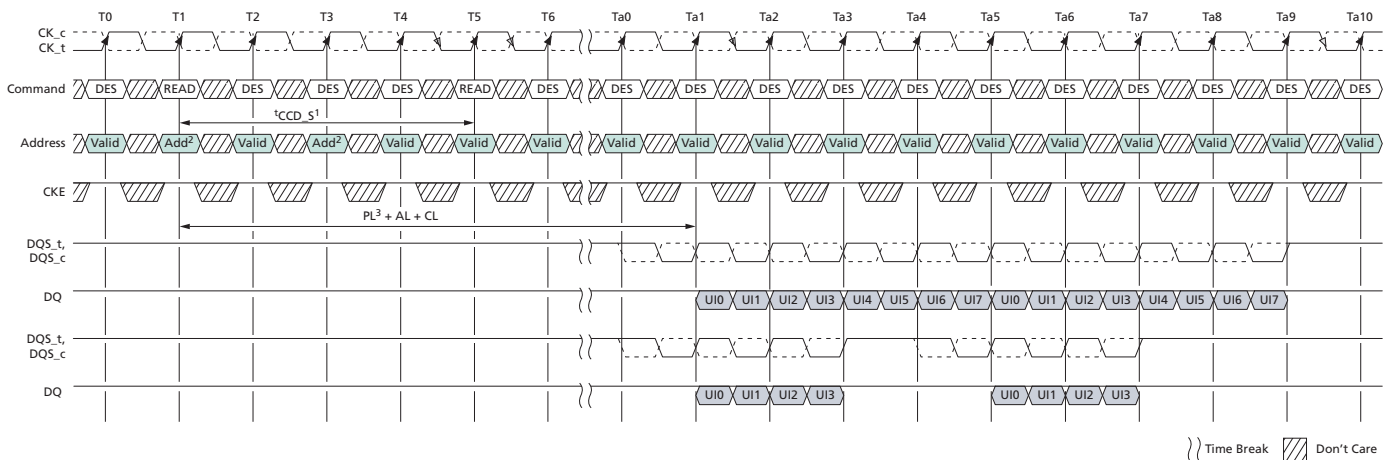 T0 T1 T2 T3 T4 T5 T6 Ta0 Ta1 Ta2 Ta3 Ta4 Ta5 Ta6 Ta7 Ta8 Ta9 Ta10
CK_c
CK_t
Command DES READ DES DES DES READ DES DES DES DES DES DES DES DES DES DES DES DES
tCCD_S1
Address Valid Add2 Valid Add2 Valid Valid Valid Valid Valid Valid Valid Valid Valid Valid Valid Valid Valid Valid
CKE
PL3 + AL + CL
DQS_t,
DQS_c
DQ UI0 UI1 UI2 UI3 UI4 UI5 UI6 UI7 UI0 UI1 UI2 UI3 UI4 UI5 UI6 UI7
DQS_t,
DQS_c
DQ UI0 UI1 UI2 UI3 UI0 UI1 UI2 UI3
Time Break Don't Care